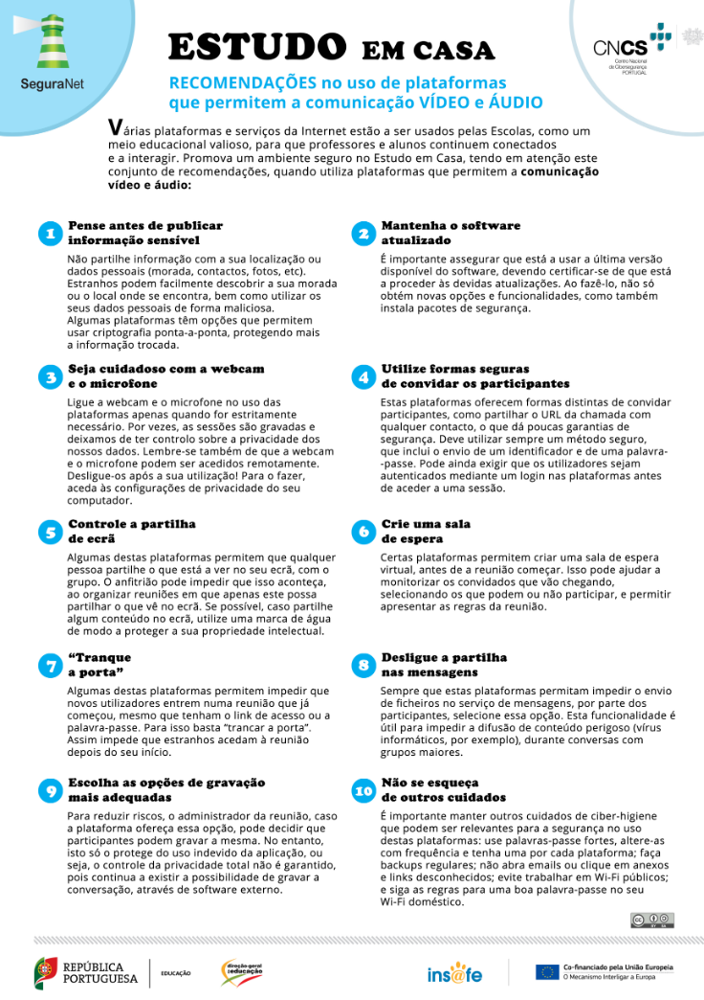 SeguraNet
ESTUDO EM CASA
CNCS
Centro Nacional
de Cibersegurança
PORTUGAL
RECOMENDAÇÕES no uso de plataformas
que permitem a comunicação VÍDEO e ÁUDIO
Várias plataformas e serviços da Internet estão a ser usados pelas Escolas, como um
meio educacional valioso, para que professores e alunos continuem conectados
e a interagir. Promova um ambiente seguro no Estudo em Casa, tendo em atenção este
conjunto de recomendações, quando utiliza plataformas que permitem a comunicação
vídeo e áudio:
1
Pense antes de publicar
informação sensível
Não partilhe informação com a sua localização ou
dados pessoais (morada, contactos, fotos, etc).
Estranhos podem facilmente descobrir a sua morada
ou o local onde se encontra, bem como utilizar os
seus dados pessoais de forma maliciosa.
Algumas plataformas têm opções que permitem
usar criptografia ponta-a-ponta, protegendo mais
a informação trocada.
2
Mantenha o software
atualizado
É importante assegurar que está a usar a última versão
disponível do software, devendo certificar-se de que está
a proceder às devidas atualizações. Ao fazê-lo, não só
obtém novas opções e funcionalidades, como também
instala pacotes de segurança.
3
Seja cuidadoso com a webcam
e o microfone
Ligue a webcam e o microfone no uso das
plataformas apenas quando for estritamente
necessário. Por vezes, as sessões são gravadas e
deixamos de ter controlo sobre a privacidade dos
nossos dados. Lembre-se também de que a webcam
e o microfone podem ser acedidos remotamente.
Desligue-os após a sua utilização! Para o fazer,
aceda às configurações de privacidade do seu
computador.
4
Utilize formas seguras
de convidar os participantes
Estas plataformas oferecem formas distintas de convidar
participantes, como partilhar o URL da chamada com
qualquer contacto, o que dá poucas garantias de
segurança. Deve utilizar sempre um método seguro,
que inclui o envio de um identificador e de uma palavra-
-passe. Pode ainda exigir que os utilizadores sejam
autenticados mediante um login nas plataformas antes
de aceder a uma sessão.
5
Controle a partilha
de ecrã
Algumas destas plataformas permitem que qualquer
pessoa partilhe o que está a ver no seu ecrã, com o
grupo. O anfitrião pode impedir que isso aconteça,
ao organizar reuniões em que apenas este possa
partilhar o que vê no ecrã. Se possível, caso partilhe
algum conteúdo no ecrã, utilize uma marca de água
de modo a proteger a sua propriedade intelectual.
6
Crie uma sala
de espera
Certas plataformas permitem criar uma sala de espera
virtual, antes de a reunião começar. Isso pode ajudar a
monitorizar os convidados que vão chegando,
selecionando os que podem ou não participar, e permitir
apresentar as regras da reunião.
7
“Tranque
a porta”
Algumas destas plataformas permitem impedir que
novos utilizadores entrem numa reunião que já
começou, mesmo que tenham o link de acesso ou a
palavra-passe. Para isso basta “trancar a porta”.
Assim impede que estranhos acedam à reunião
depois do seu início.
8
Desligue a partilha
nas mensagens
Sempre que estas plataformas permitam impedir o envio
de ficheiros no serviço de mensagens, por parte dos
participantes, selecione essa opção. Esta funcionalidade é
útil para impedir a difusão de conteúdo perigoso (vírus
informáticos, por exemplo), durante conversas com
grupos maiores.
9
Escolha as opções de gravação
mais adequadas
Para reduzir riscos, o administrador da reunião, caso
a plataforma ofereça essa opção, pode decidir que
participantes podem gravar a mesma. No entanto,
isto só o protege do uso indevido da aplicação, ou
seja, o controle da privacidade total não é garantido,
pois continua a existir a possibilidade de gravar a
conversação, através de software externo.
10
Não se esqueça
de outros cuidados
É importante manter outros cuidados de ciber-higiene
que podem ser relevantes para a segurança no uso
destas plataformas: use palavras-passe fortes, altere-as
com frequência e tenha uma por cada plataforma; faça
backups regulares; não abra emails ou clique em anexos
e links desconhecidos; evite trabalhar em Wi-Fi públicos;
e siga as regras para uma boa palavra-passe no seu
Wi-Fi doméstico.
cc
BY SA
REPÚBLICA
PORTUGUESA
EDUCAÇÃO
direção-geral
educação
ins@fe
Co-financiado pela União Europeia
O Mecanismo Interligar a Europa